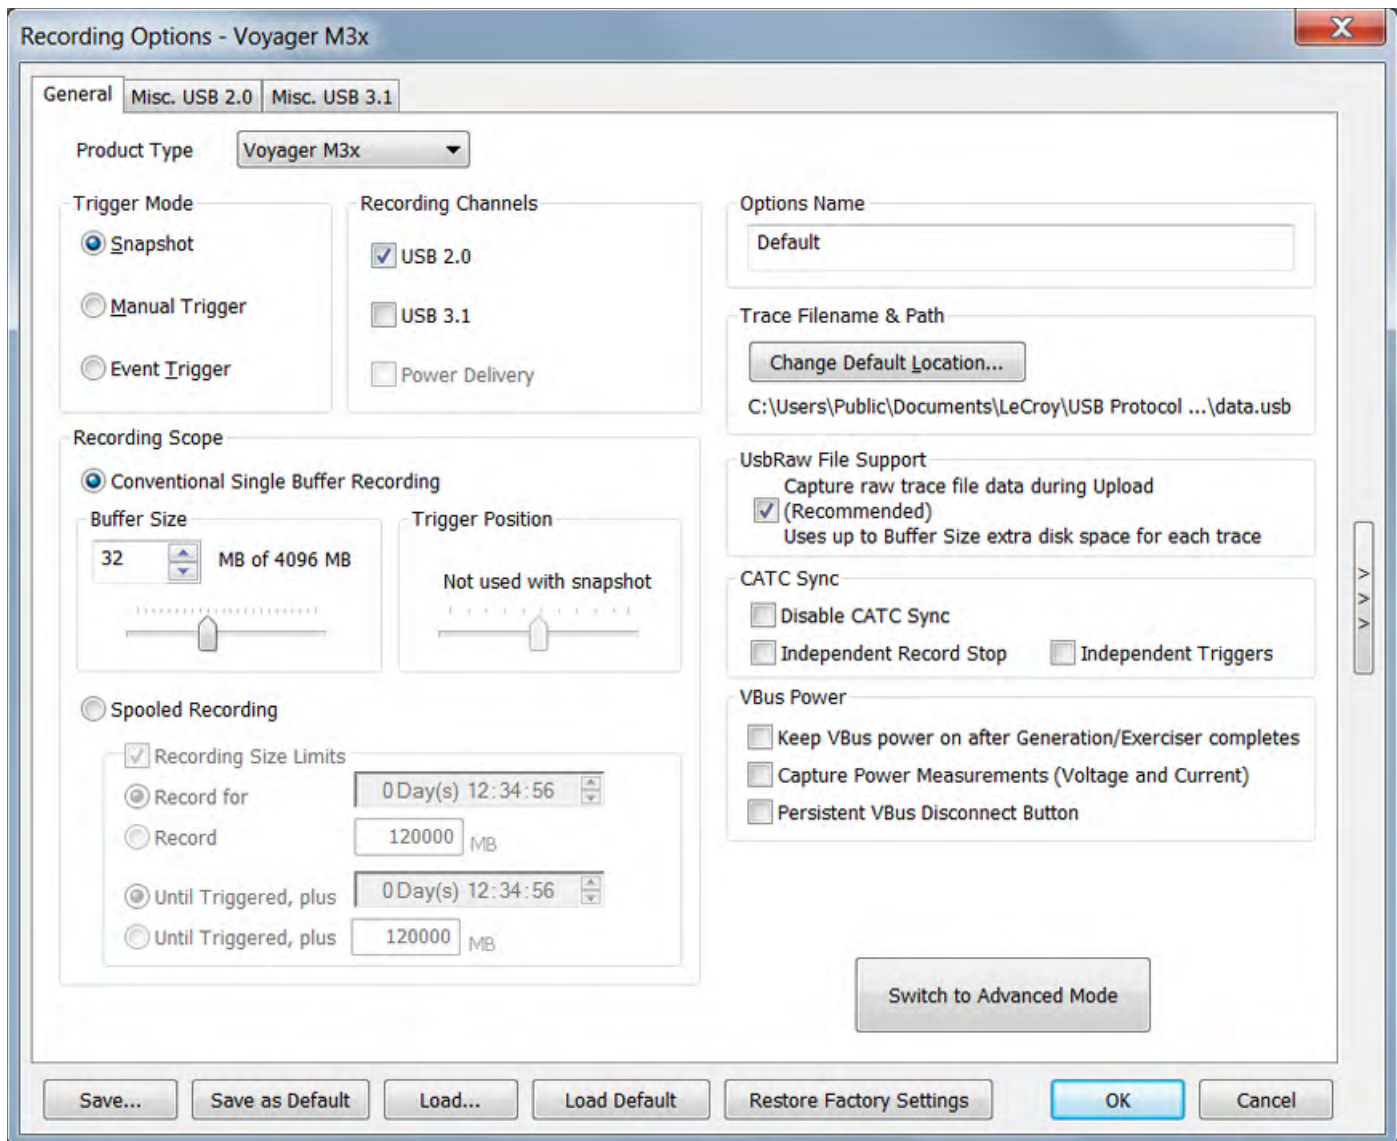 Recording Options - Voyager M3x
X
General Misc. USB 2.0 Misc. USB 3.1
Product Type Voyager M3x
Trigger Mode
Snapshot
Manual Trigger
Event Trigger
Recording Channels
USB 2.0
USB 3.1
Power Delivery
Recording Scope
Conventional Single Buffer Recording
Buffer Size
32 MB of 4096 MB
Trigger Position
Not used with snapshot
Spooled Recording
Recording Size Limits
Record for 0 Day(s) 12:34:56
Record 120000 MB
Until Triggered, plus 0 Day(s) 12:34:56
Until Triggered, plus 120000 MB
Options Name
Default
Trace Filename & Path
Change Default Location...
C:\Users\Public\Documents\LeCroy\USB Protocol ...\data.usb
UsbRaw File Support
Capture raw trace file data during Upload
(Recommended)
Uses up to Buffer Size extra disk space for each trace
CATC Sync
Disable CATC Sync
Independent Record Stop Independent Triggers
VBus Power
Keep VBus power on after Generation/Exerciser completes
Capture Power Measurements (Voltage and Current)
Persistent VBus Disconnect Button
Switch to Advanced Mode
>
>
>
Save... Save as Default Load... Load Default Restore Factory Settings OK Cancel